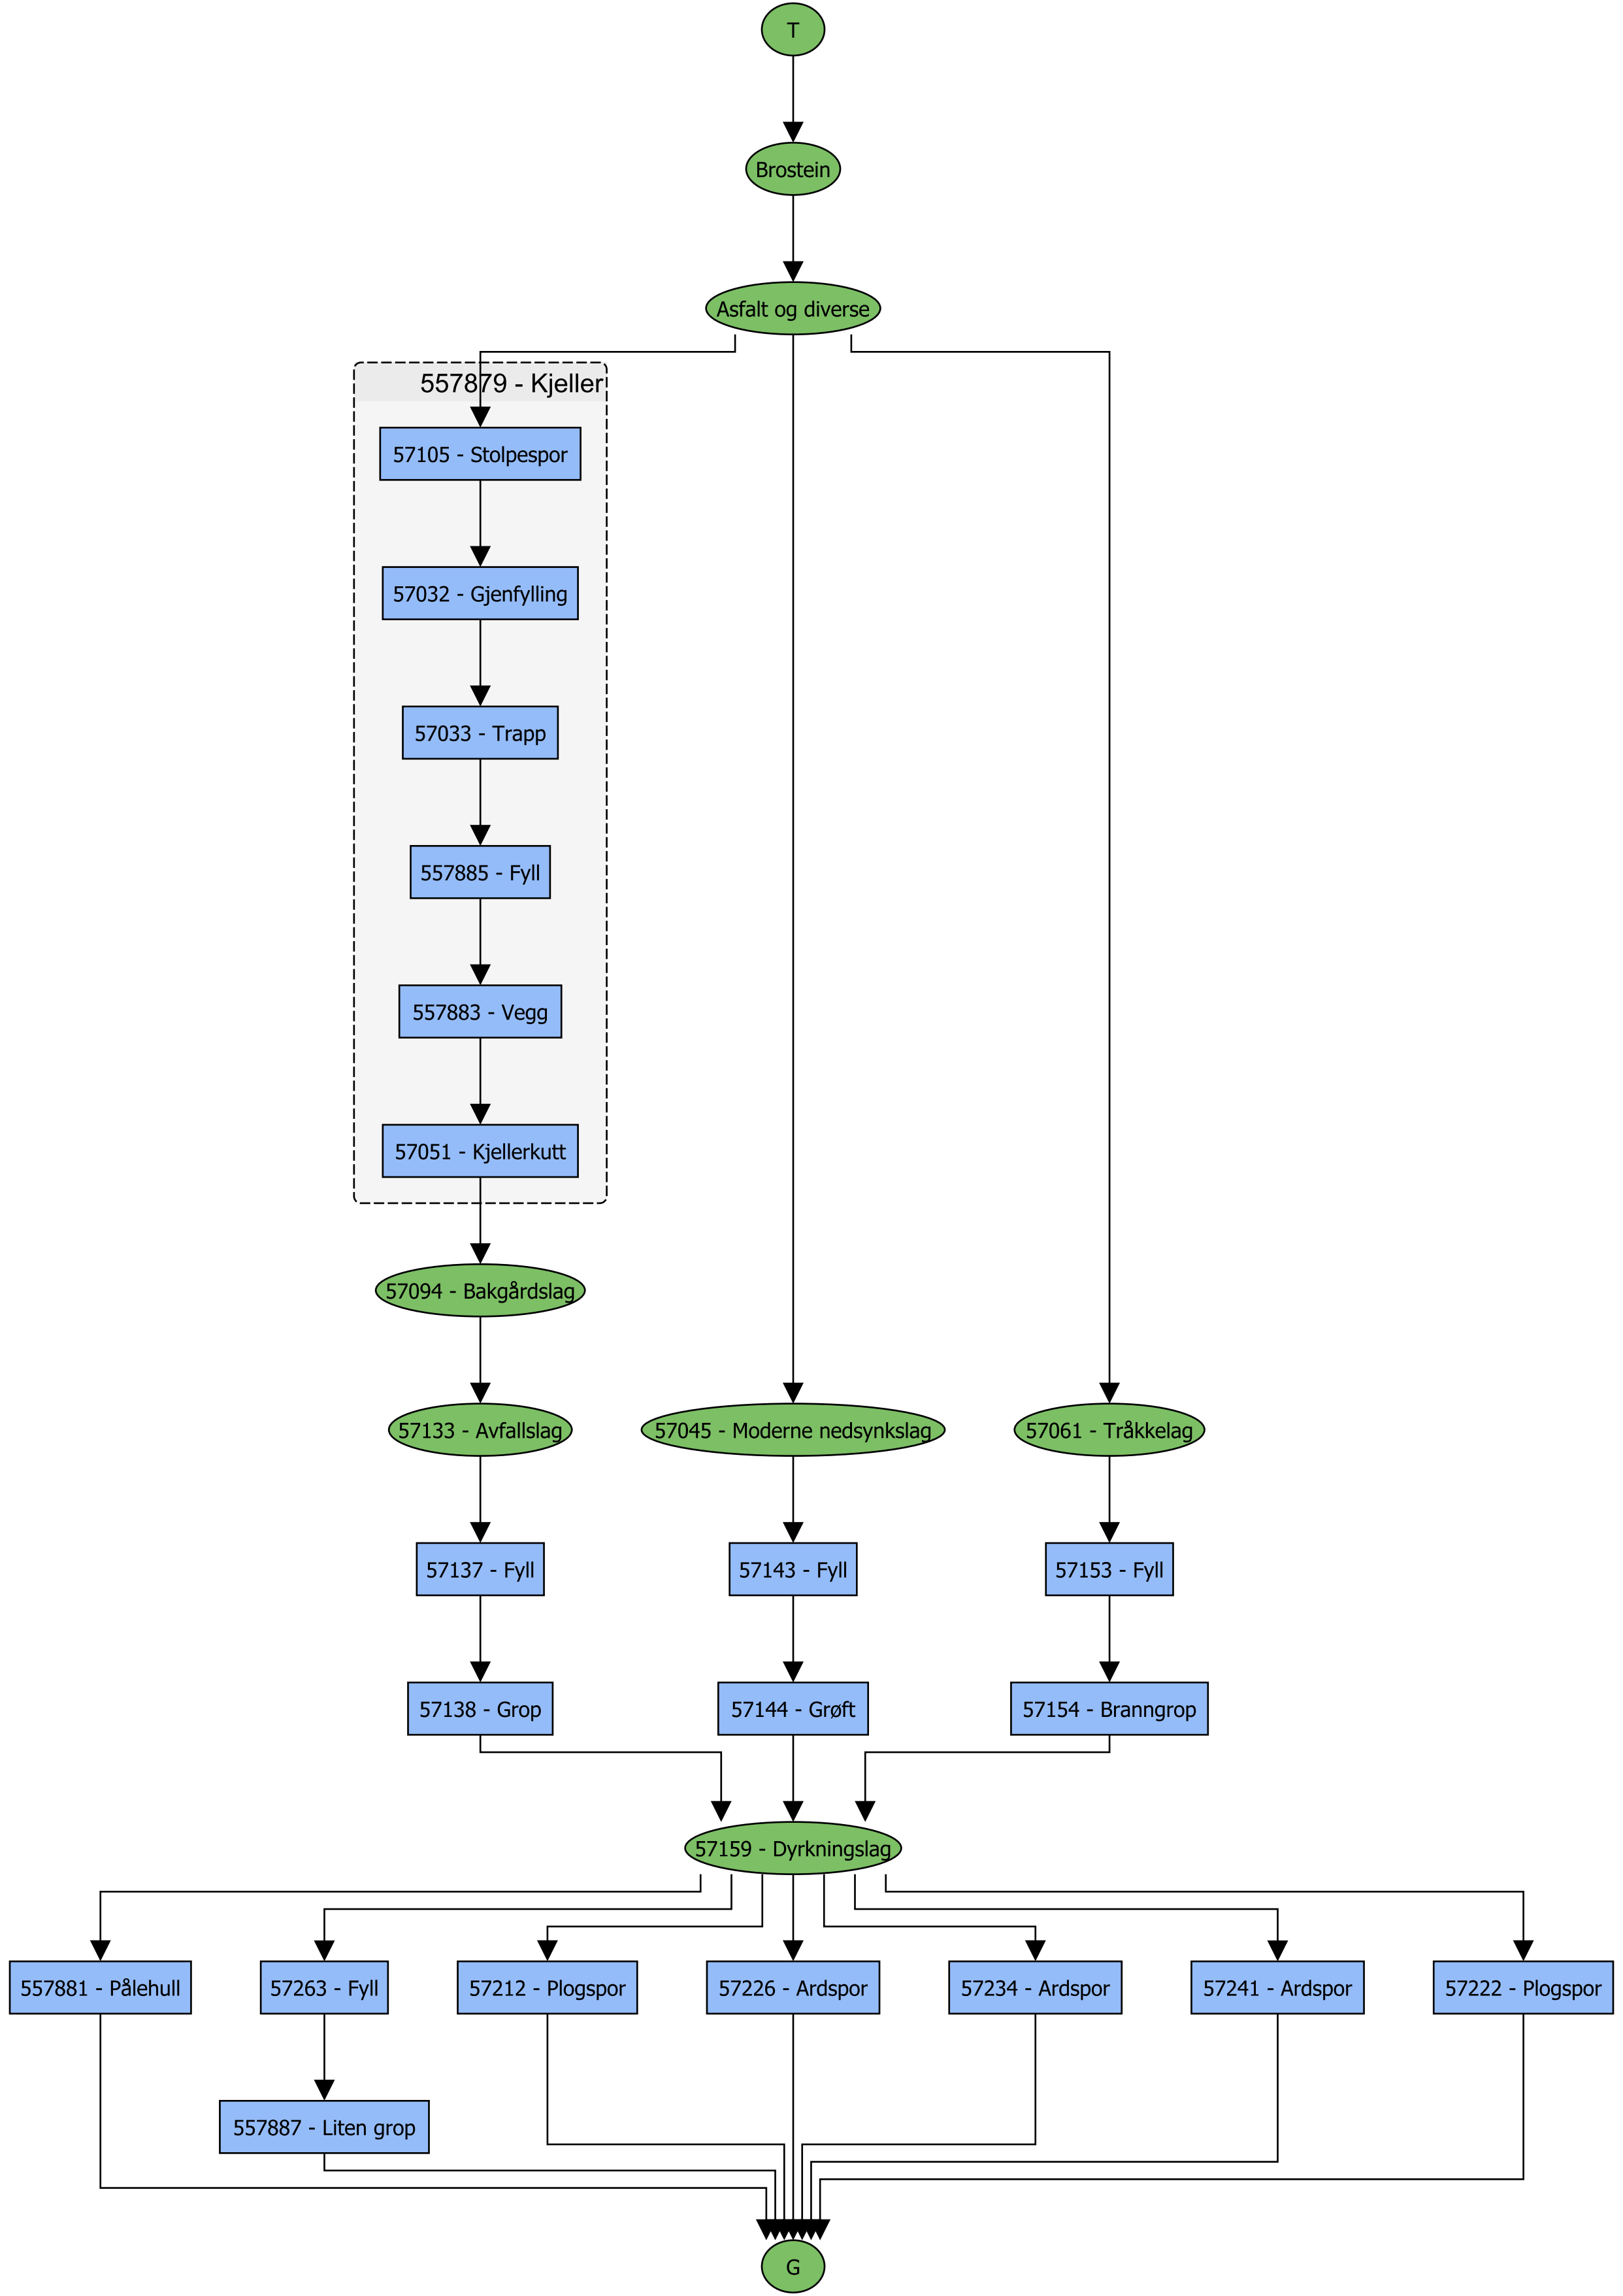 T
Brostein
Asfalt og diverse
557879 - Kjeller
57105 - Stolpespor
57032 - Gjenfylling
57033 - Trapp
557885 - Fyll
557883 - Vegg
57051 - Kjellerkutt
57094 - Bakgårdslag
57133 - Avfallslag
57045 - Moderne nedsynkslag
57061 - Tråkkelag
57137 - Fyll
57143 - Fyll
57153 - Fyll
57138 - Grop
57144 - Grøft
57154 - Branngrop
57159 - Dyrkningslag
557881 - Pålehull
57263 - Fyll
57212 - Plogspor
57226 - Ardspor
57234 - Ardspor
57241 - Ardspor
57222 - Plogspor
557887 - Liten grop
G